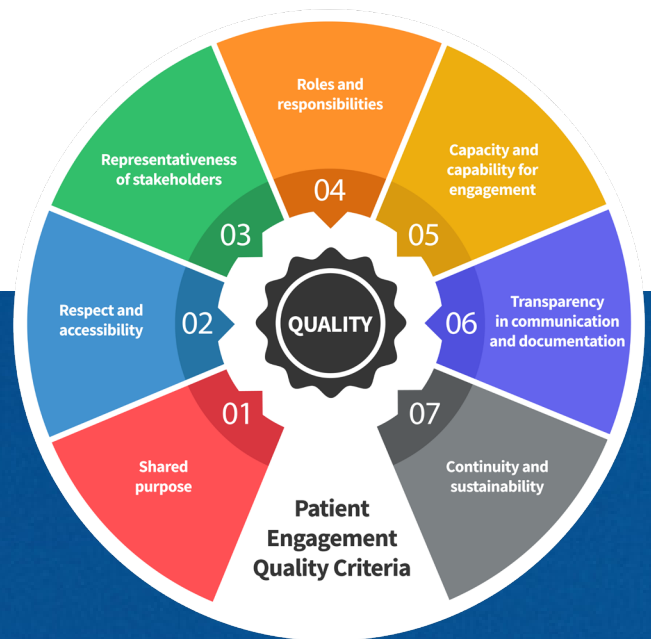 Roles and
responsibilities
04
Representativeness
of stakeholders
03
Capacity and
capability for
engagement
05
Respect and
accessibility
02
QUALITY
06
Transparency
in communication
and documentation
01
Shared
purpose
07
Continuity and
sustainability
Patient
Engagement
Quality Criteria